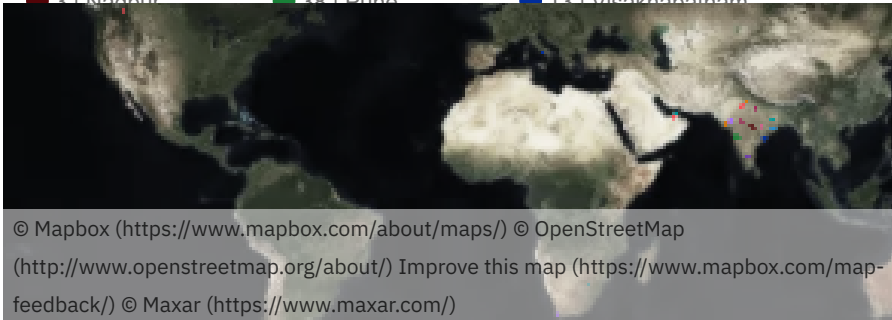 © Mapbox (https://www.mapbox.com/about/maps/) © OpenStreetMap
(http://www.openstreetmap.org/about/) Improve this map (https://www.mapbox.com/map-
feedback/) © Maxar (https://www.maxar.com/)